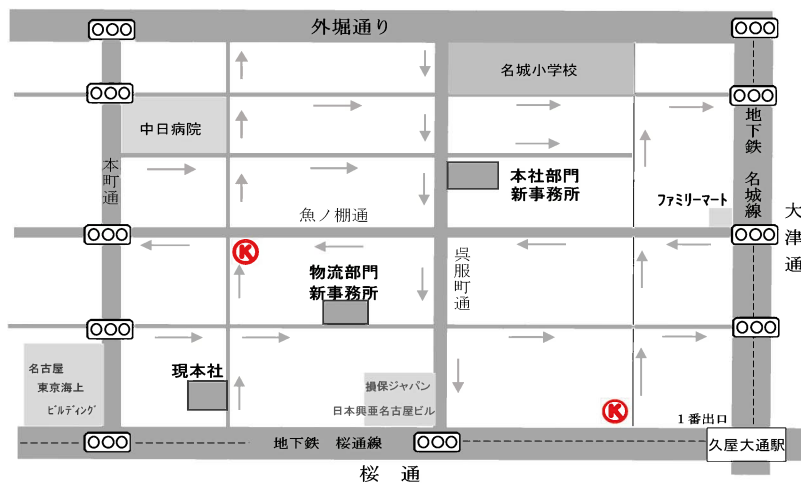 外堀通り
名城小学校
中日病院
地下鉄 名城線
本町通
本社部門
新事務所
ファミリーマート
大津通
魚ノ棚通
K
呉服町通
物流部門
新事務所
名古屋
東京海上
ビルディング
現本社
損保ジャパン
日本興亜名古屋ビル
K
1番出口
地下鉄 桜通線
久屋大通駅
桜 通